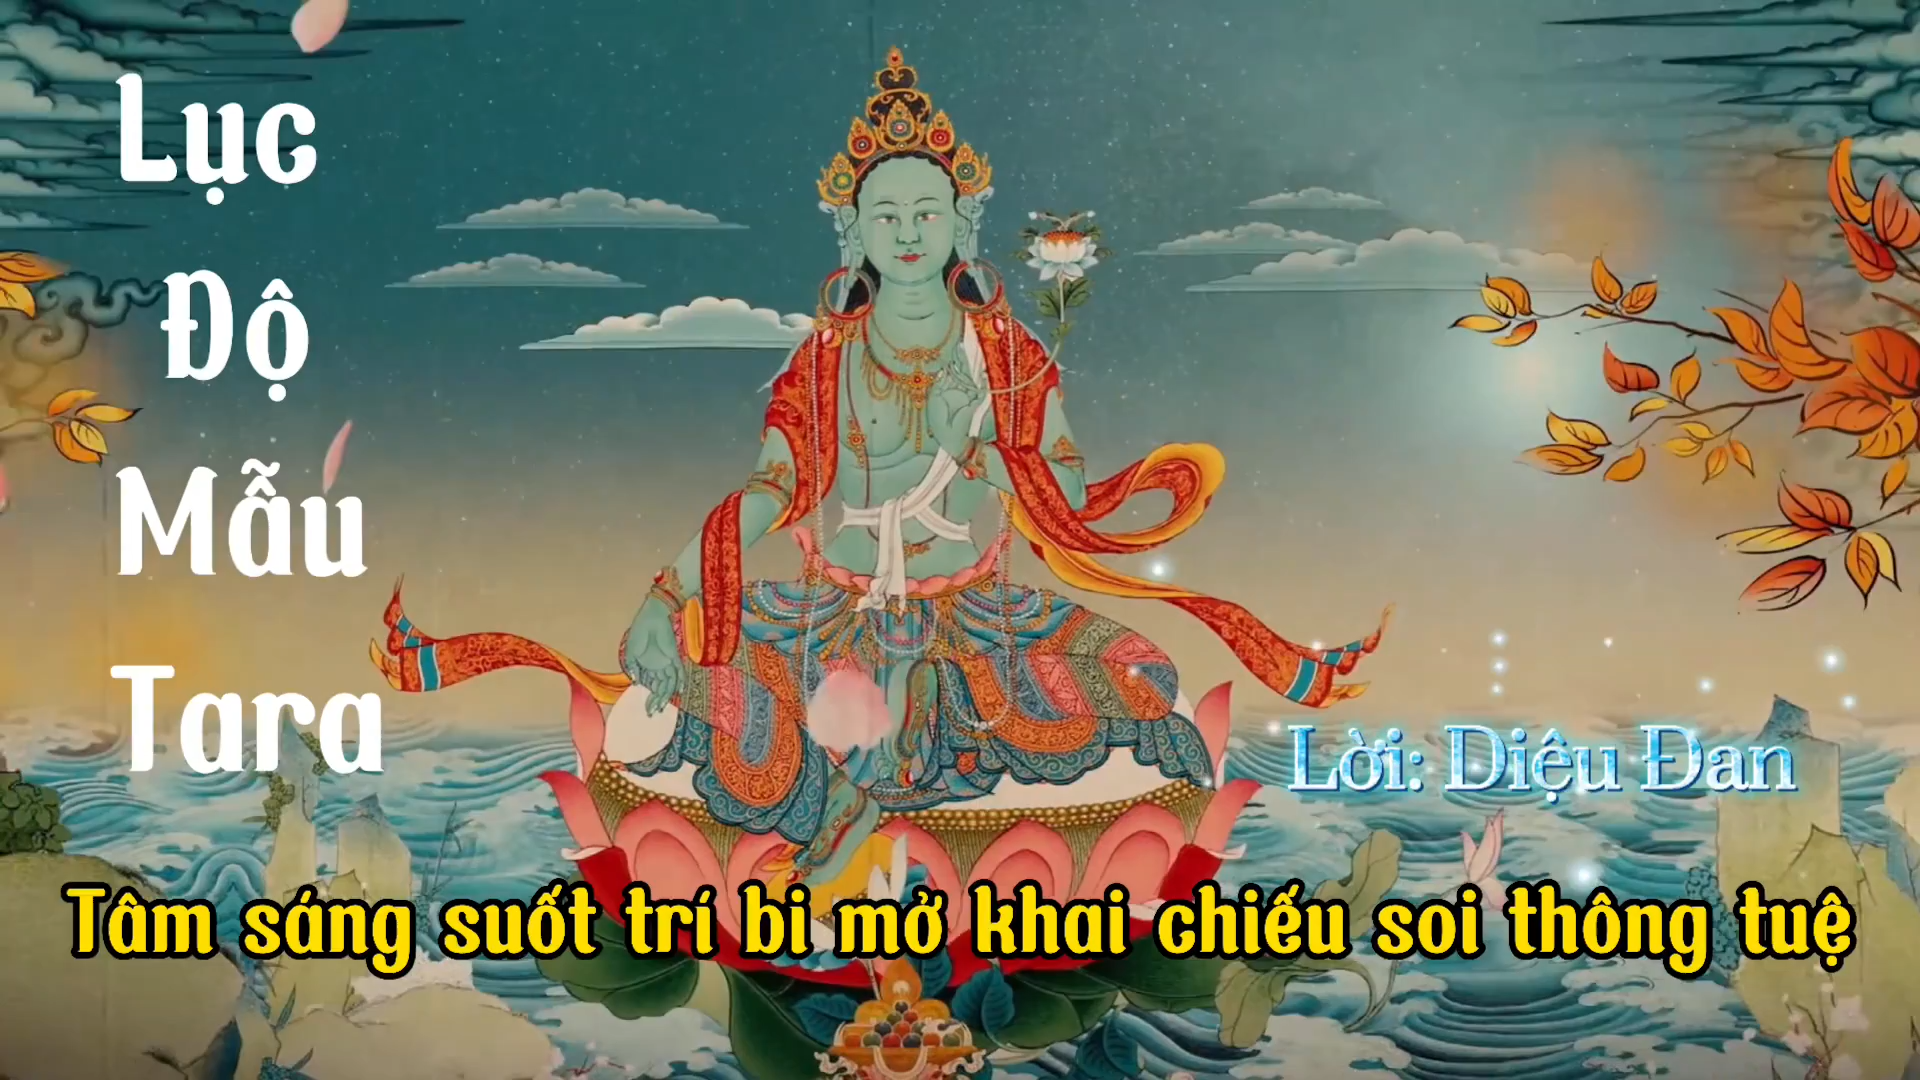 Lục
Độ
Mẫu
Tara
Lời: Diệu Đan
Tâm sáng suốt trí bi mở khai chiếu soi thông tuệ